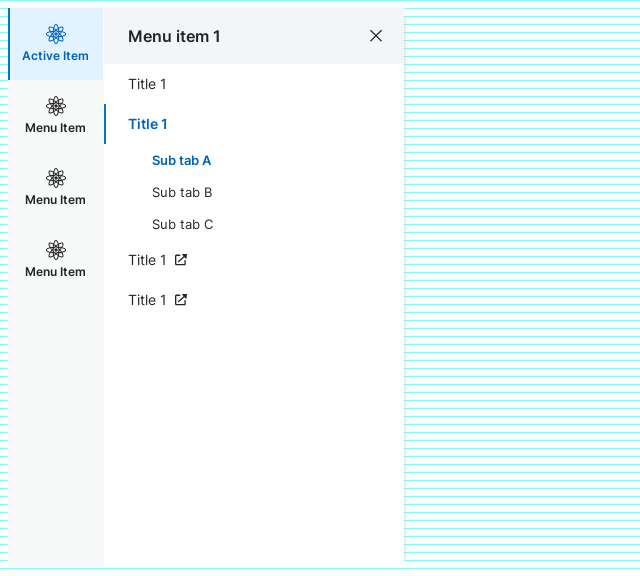 Active Item
Menu Item
Menu Item
Menu Item
Menu item 1
Title 1
Title 1
Sub tab A
Sub tab B
Sub tab C
Title 1
Title 1